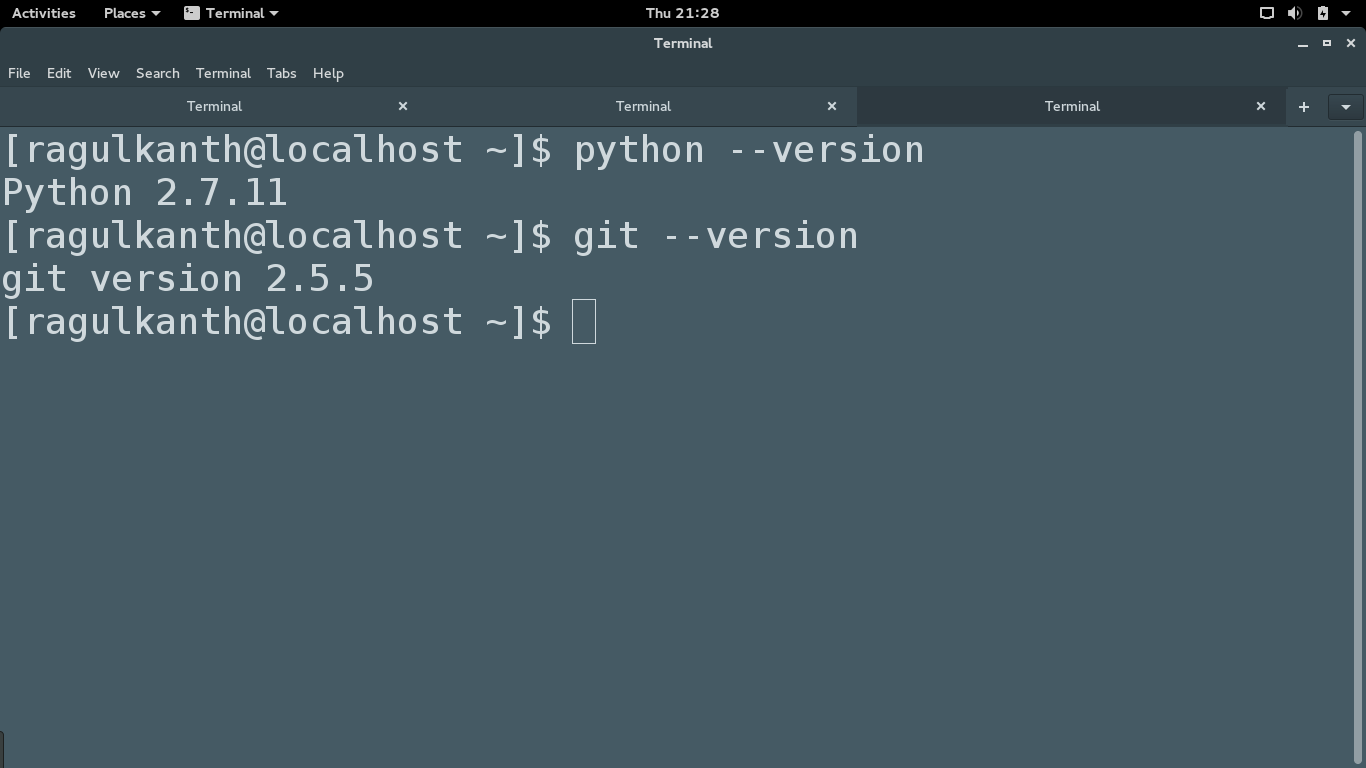 Activities Places Terminal Thu 21:28
Terminal
File Edit View Search Terminal Tabs Help
Terminal Terminal Terminal
[ragulkanth@localhost ~]$ python --version
Python 2.7.11
[ragulkanth@localhost ~]$ git --version
git version 2.5.5
[ragulkanth@localhost ~]$